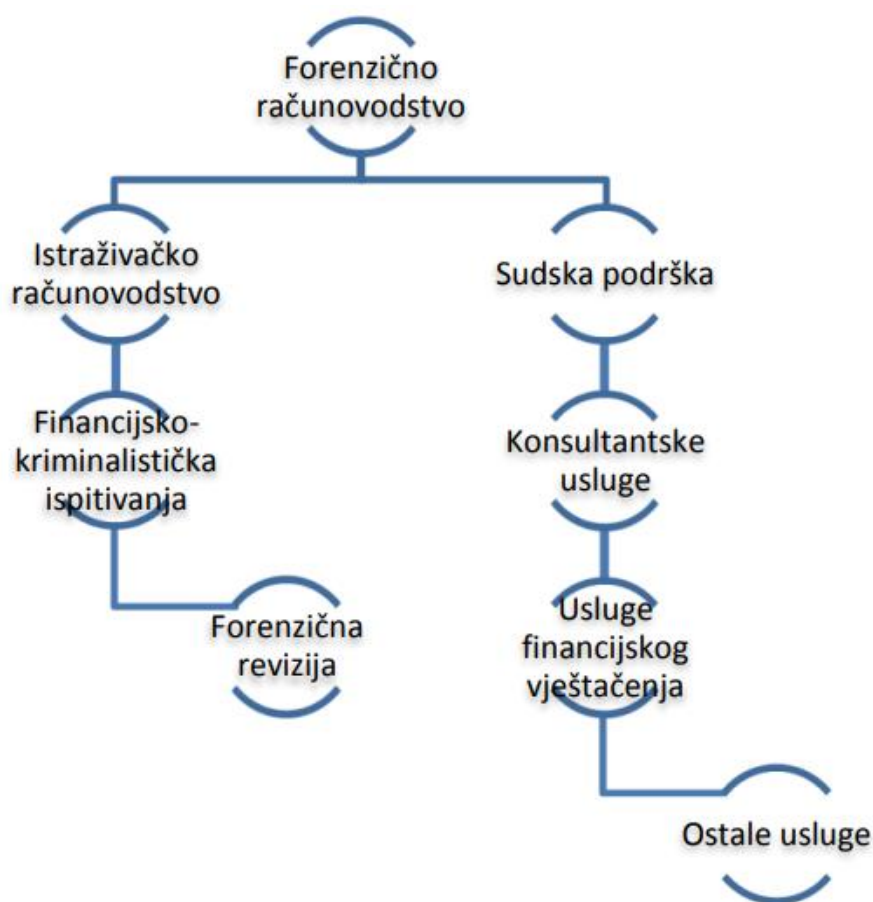 Forenzično
računovodstvo
Istraživačko
računovodstvo
Sudska podrška
Financijsko-
kriminalistička
ispitivanja
Konsultantske
usluge
Forenzična
revizija
Usluge
financijskog
vještačenja
Ostale usluge